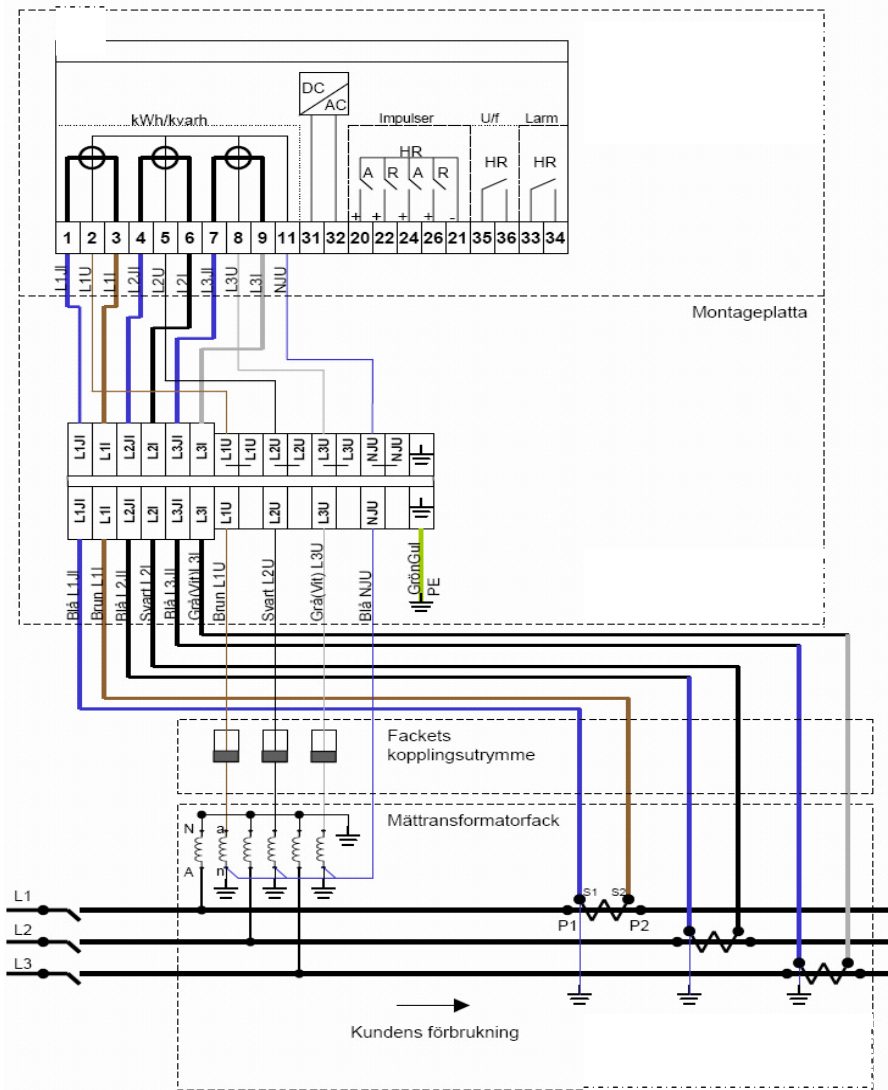 DC
AC
kWh/kvarh
Impulser
U/f
Larm
HR
A
R
A
R
HR
HR
+
+
+
+
-
1
2
3
4
5
6
7
8
9
11
31
32
20
22
24
26
21
35
36
33
34
L1JI
L1U
L1I
L2JI
L2U
L2I
L3JI
L3U
L3I
NJU
Montageplatta
L1JI
L1I
L2JI
L2I
L3JI
L3I
L1U
L1U
L2U
L2U
L3U
L3U
NJU
NJU
L1JI
L1I
L2JI
L2I
L3JI
L3I
L1U
L2U
L3U
NJU
Blå L1JI
Brun L1I
Blå L2JI
Svart L2I
Blå L3JI
Grå(Vit)L3I
Brun L1U
Svart L2U
Grå(Vit) L3U
Blå NJU
GrönGul
PE
Fackets
kopplingsutrymme
Mättransformatorfack
N
a
A
n
L1
S1
S2
P1
P2
L2
L3
Kundens förbrukning